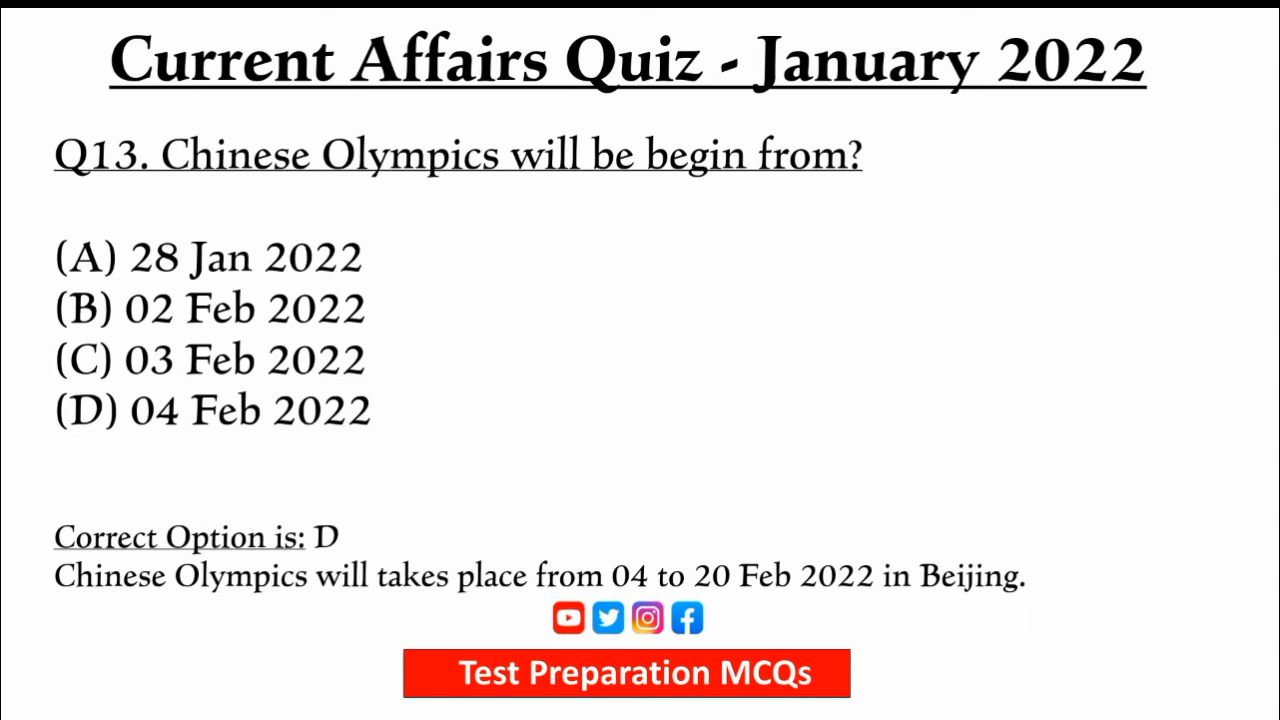 Current Affairs Quiz - January 2022
Q13. Chinese Olympics will be begin from?
(A) 28 Jan 2022
(B) 02 Feb 2022
(C) 03 Feb 2022
(D) 04 Feb 2022
Correct Option is: D
Chinese Olympics will takes place from 04 to 20 Feb 2022 in Beijing.
Test Preparation MCQs